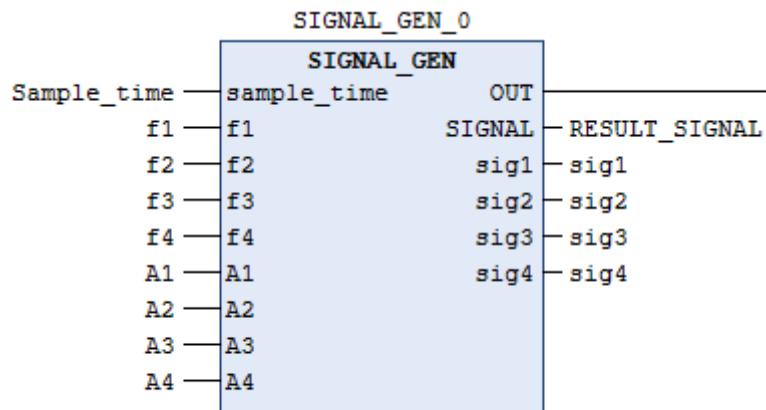 SIGNAL_GEN_0
SIGNAL_GEN
Sample_time sample_time OUT
f1 f1 SIGNAL RESULT_SIGNAL
f2 f2 sig1 sig1
f3 f3 sig2 sig2
f4 f4 sig3 sig3
A1 A1 sig4 sig4
A2 A2
A3 A3
A4 A4